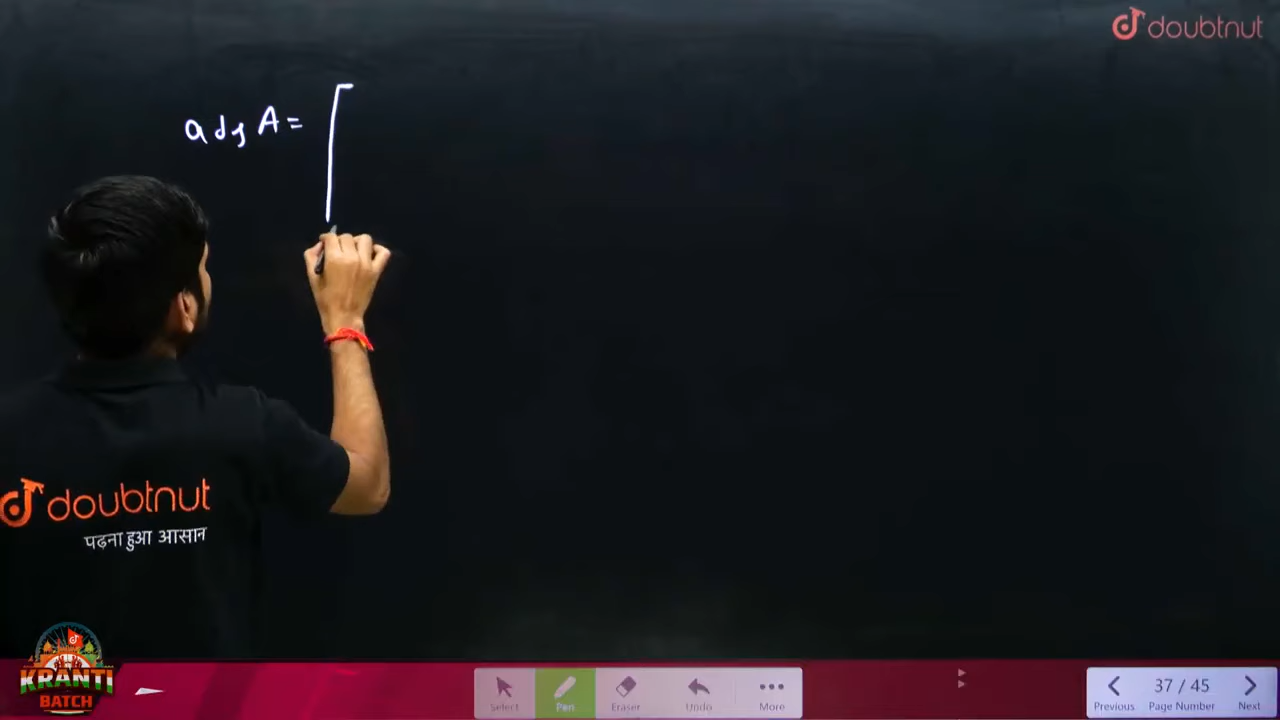 doubtnut
adj A = [
doubtnut
पढ़ना हुआ आसान
KRANTI
BATCH
Select
Pen
Eraser
Undo
More
Previous
37 / 45
Page Number
Next